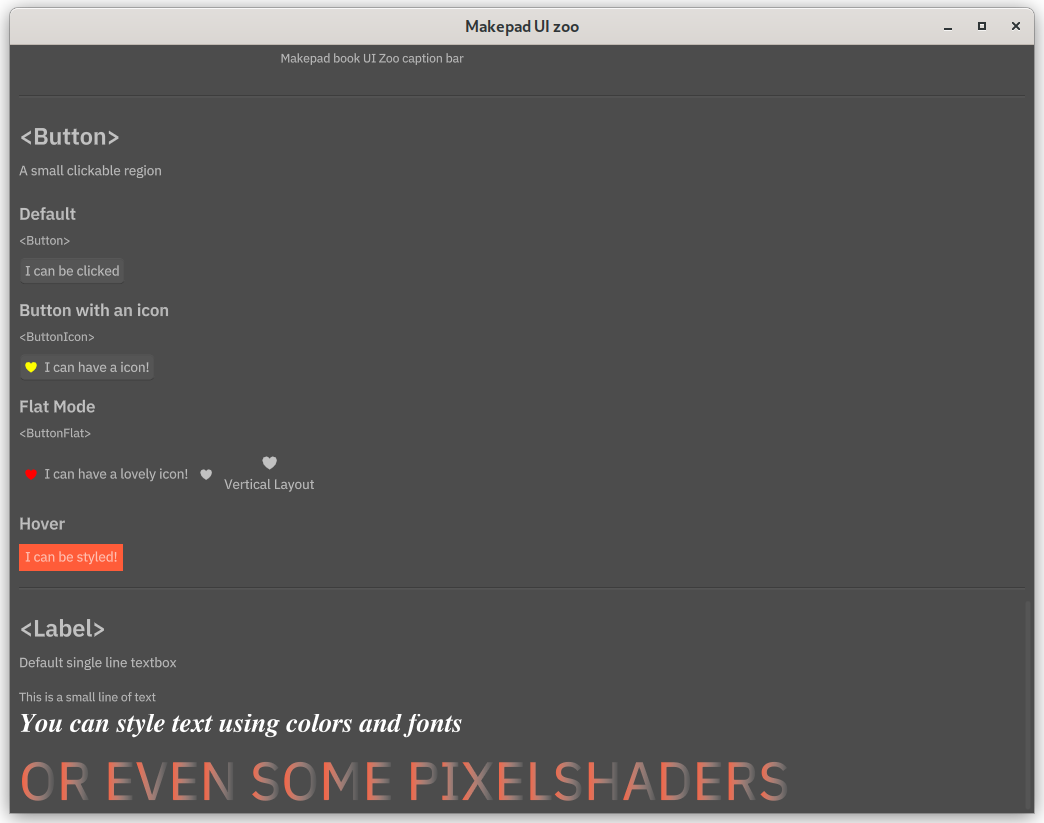 Makepad UI zoo
Makepad book UI Zoo caption bar
<Button>
A small clickable region
Default
<Button>
I can be clicked
Button with an icon
<ButtonIcon>
I can have a icon!
Flat Mode
<ButtonFlat>
I can have a lovely icon!
Vertical Layout
Hover
I can be styled!
<Label>
Default single line textbox
This is a small line of text
You can style text using colors and fonts
OR EVEN SOME PIXELSHADERS